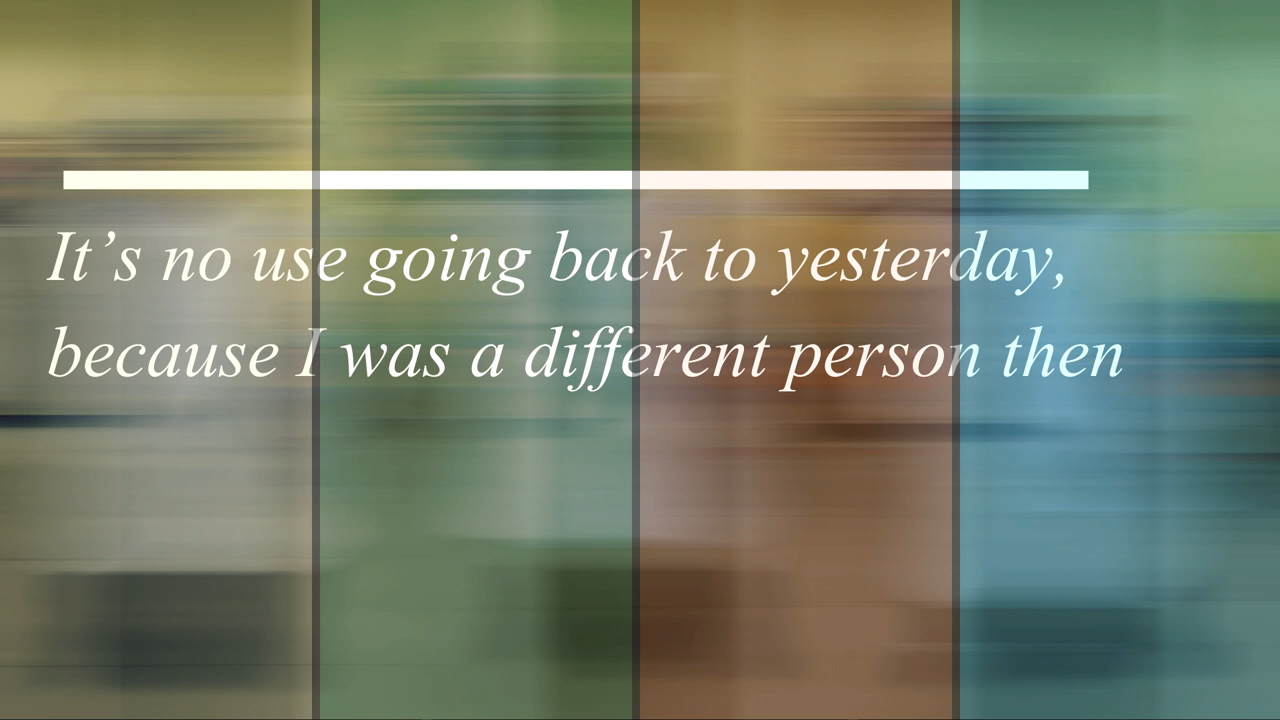 It’s no use going back to yesterday,
because I was a different person then